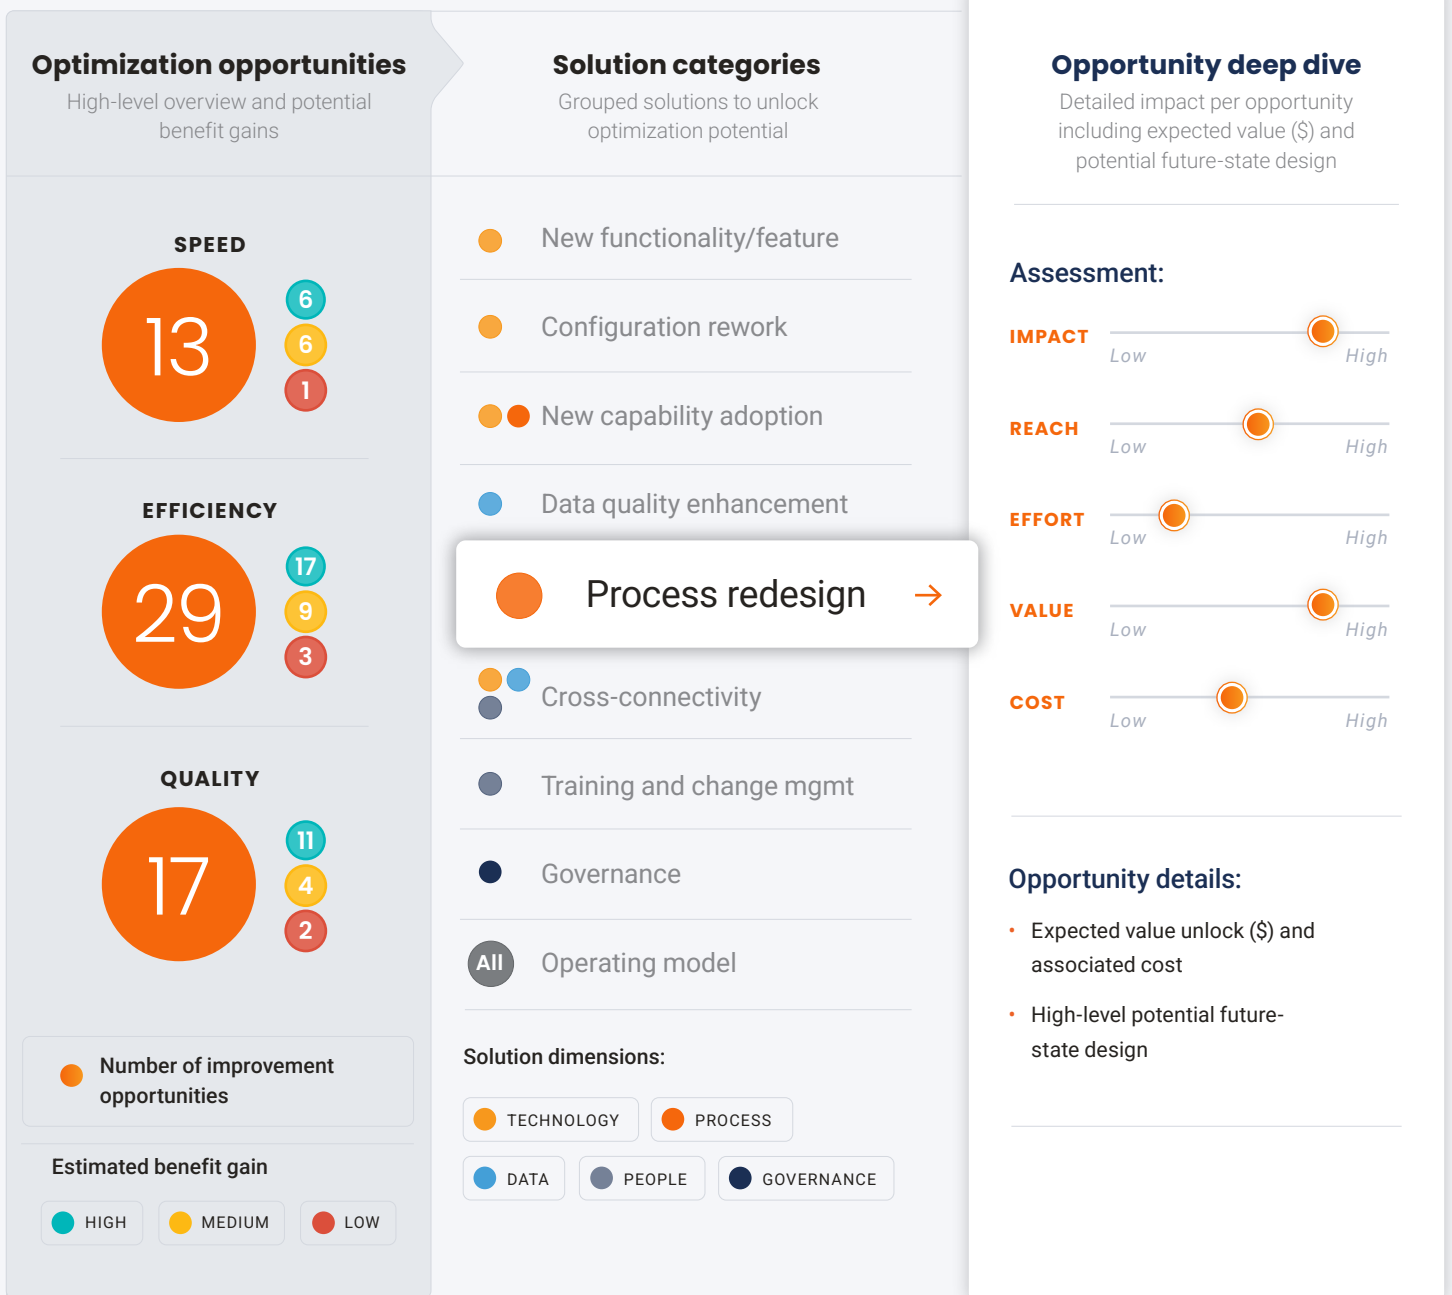 Optimization opportunities
High-level overview and potential
benefit gains
SPEED
13
6
6
1
EFFICIENCY
29
17
9
3
QUALITY
17
11
4
2
Number of improvement
opportunities
Estimated benefit gain
HIGH
MEDIUM
LOW
Solution categories
Grouped solutions to unlock
optimization potential
New functionality/feature
Configuration rework
New capability adoption
Data quality enhancement
Process redesign →
Cross-connectivity
Training and change mgmt
Governance
All Operating model
Solution dimensions:
TECHNOLOGY
PROCESS
DATA
PEOPLE
GOVERNANCE
Opportunity deep dive
Detailed impact per opportunity
including expected value ($) and
potential future-state design
Assessment:
IMPACT
Low High
REACH
Low High
EFFORT
Low High
VALUE
Low High
COST
Low High
Opportunity details:
• Expected value unlock ($) and
associated cost
• High-level potential future-
state design